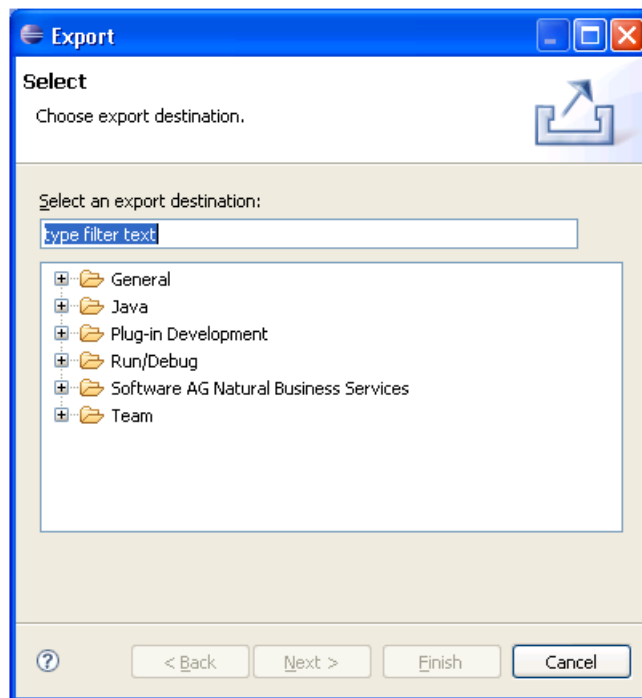 Export
Select
Choose export destination.
Select an export destination:
type filter text
General
Java
Plug-in Development
Run/Debug
Software AG Natural Business Services
Team
< Back Next > Finish Cancel